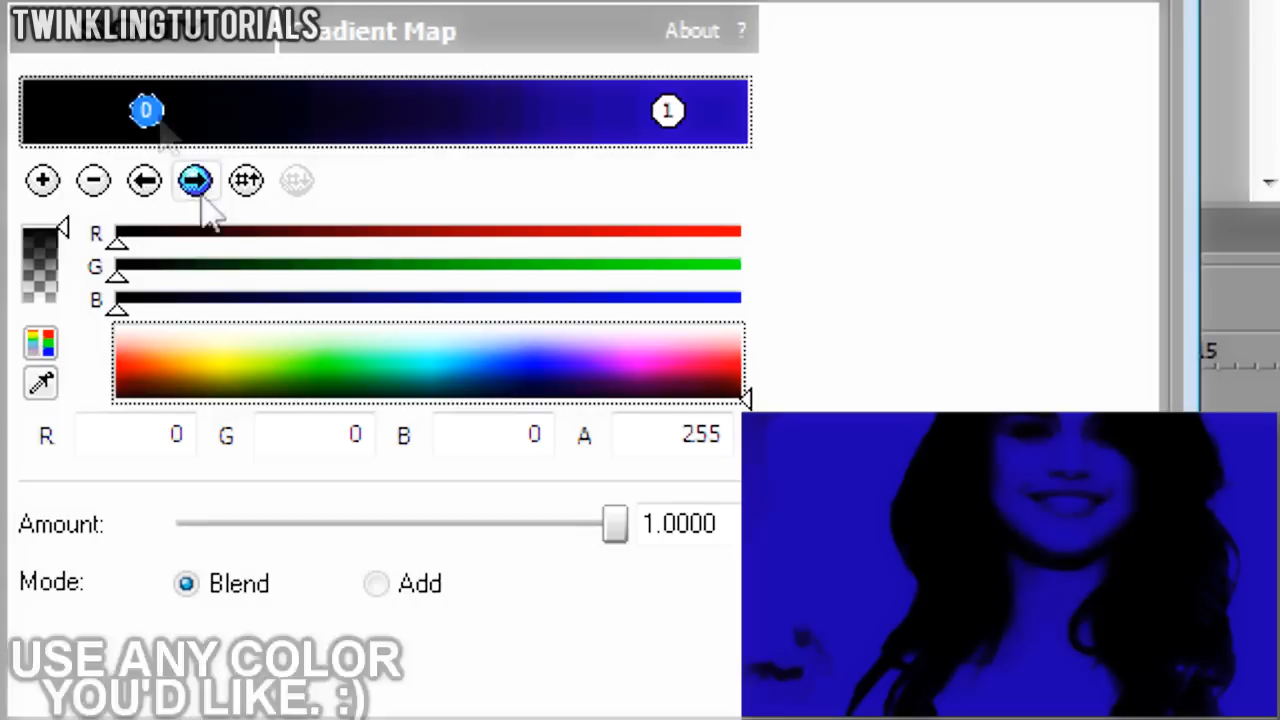 TWINKLINGTUTORIALS
adient Map
About ?
0
1
R
G
B
R 0 G 0 B 0 A 255
Amount: 1.0000
Mode: Blend Add
USE ANY COLOR
YOU'D LIKE. :)